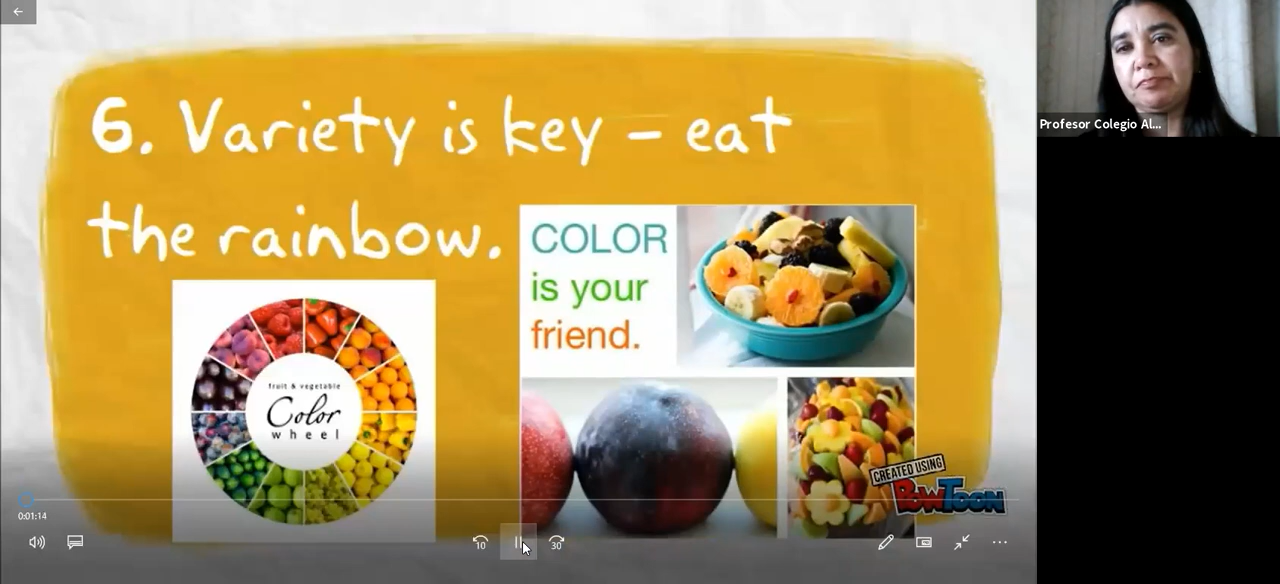 6. Variety is key – eat
the rainbow.
COLOR
is your
friend.
fruit & vegetable
Color
wheel
CREATED USING
POWTOON
0:01:14
10
30
Profesor Colegio Al...